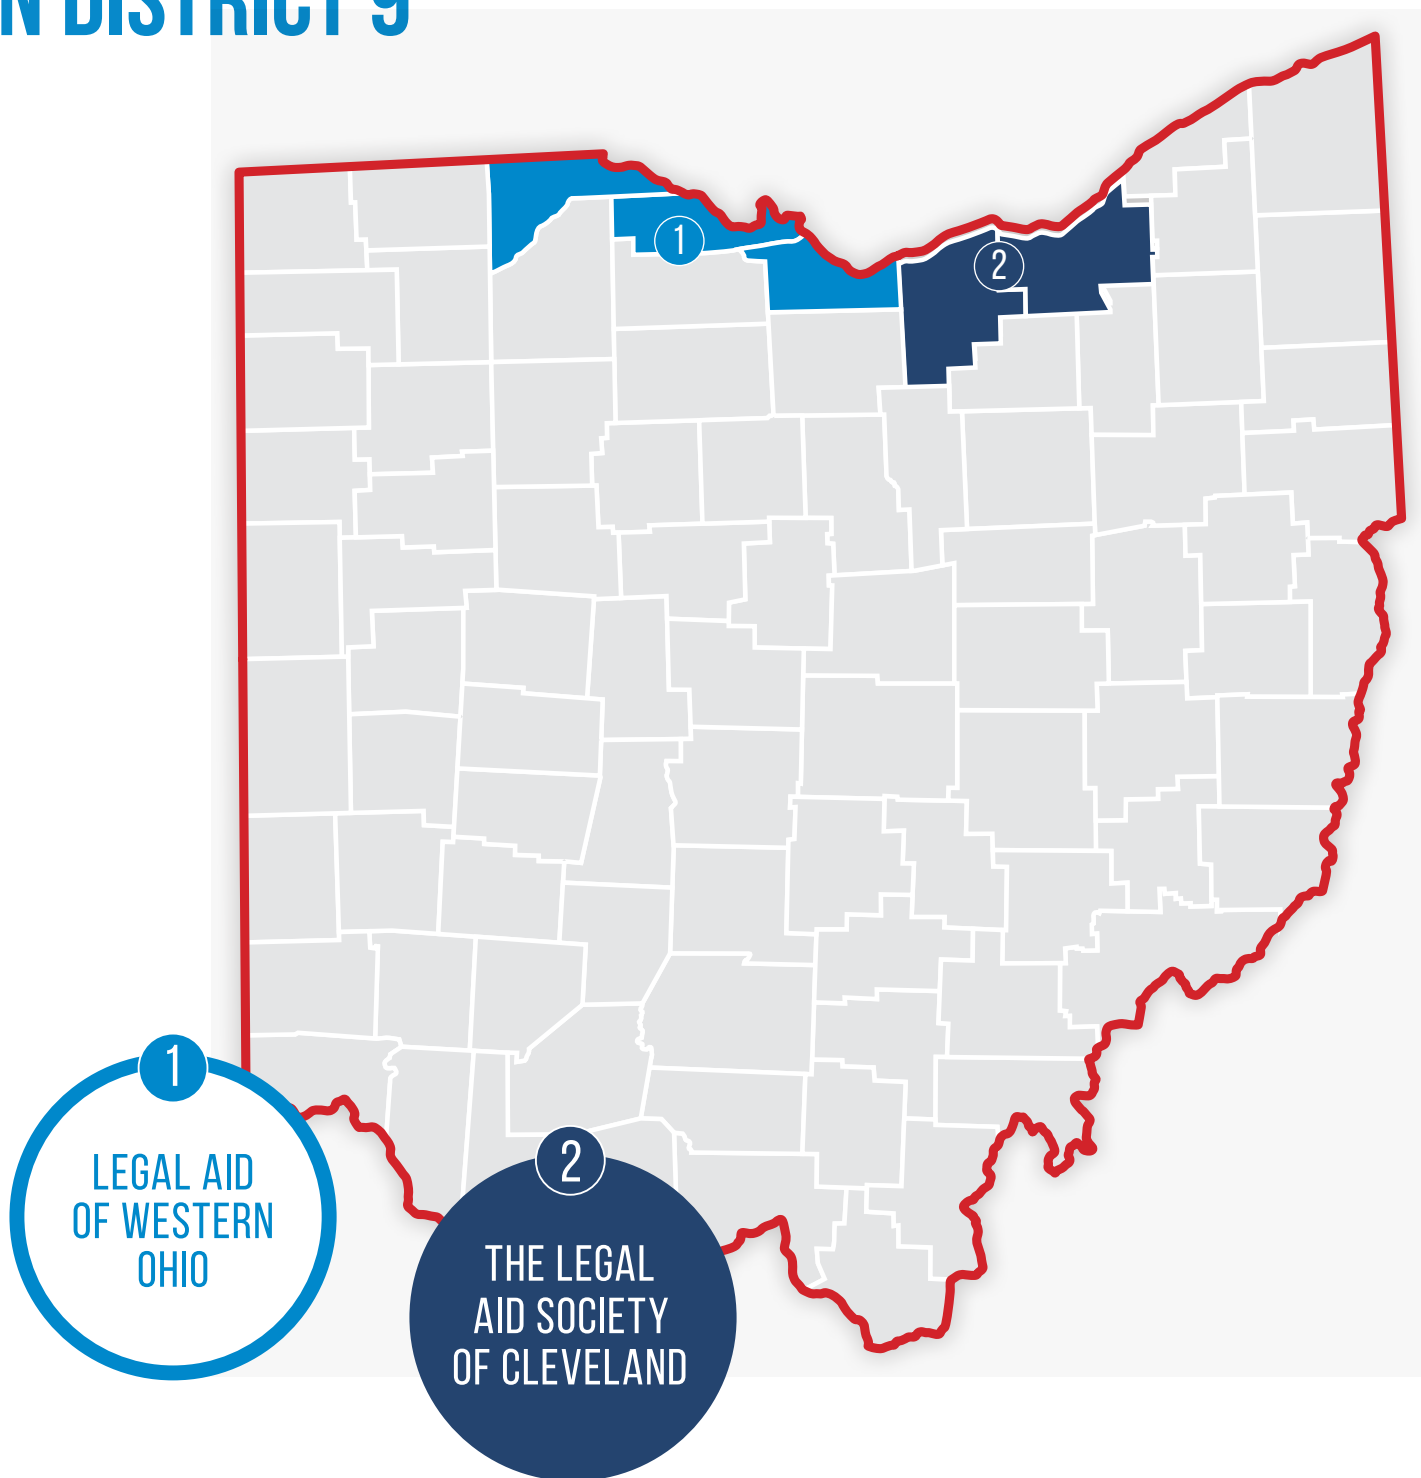 N DISTRICT 9
1
2
1
LEGAL AID
OF WESTERN
OHIO
2
THE LEGAL
AID SOCIETY
OF CLEVELAND